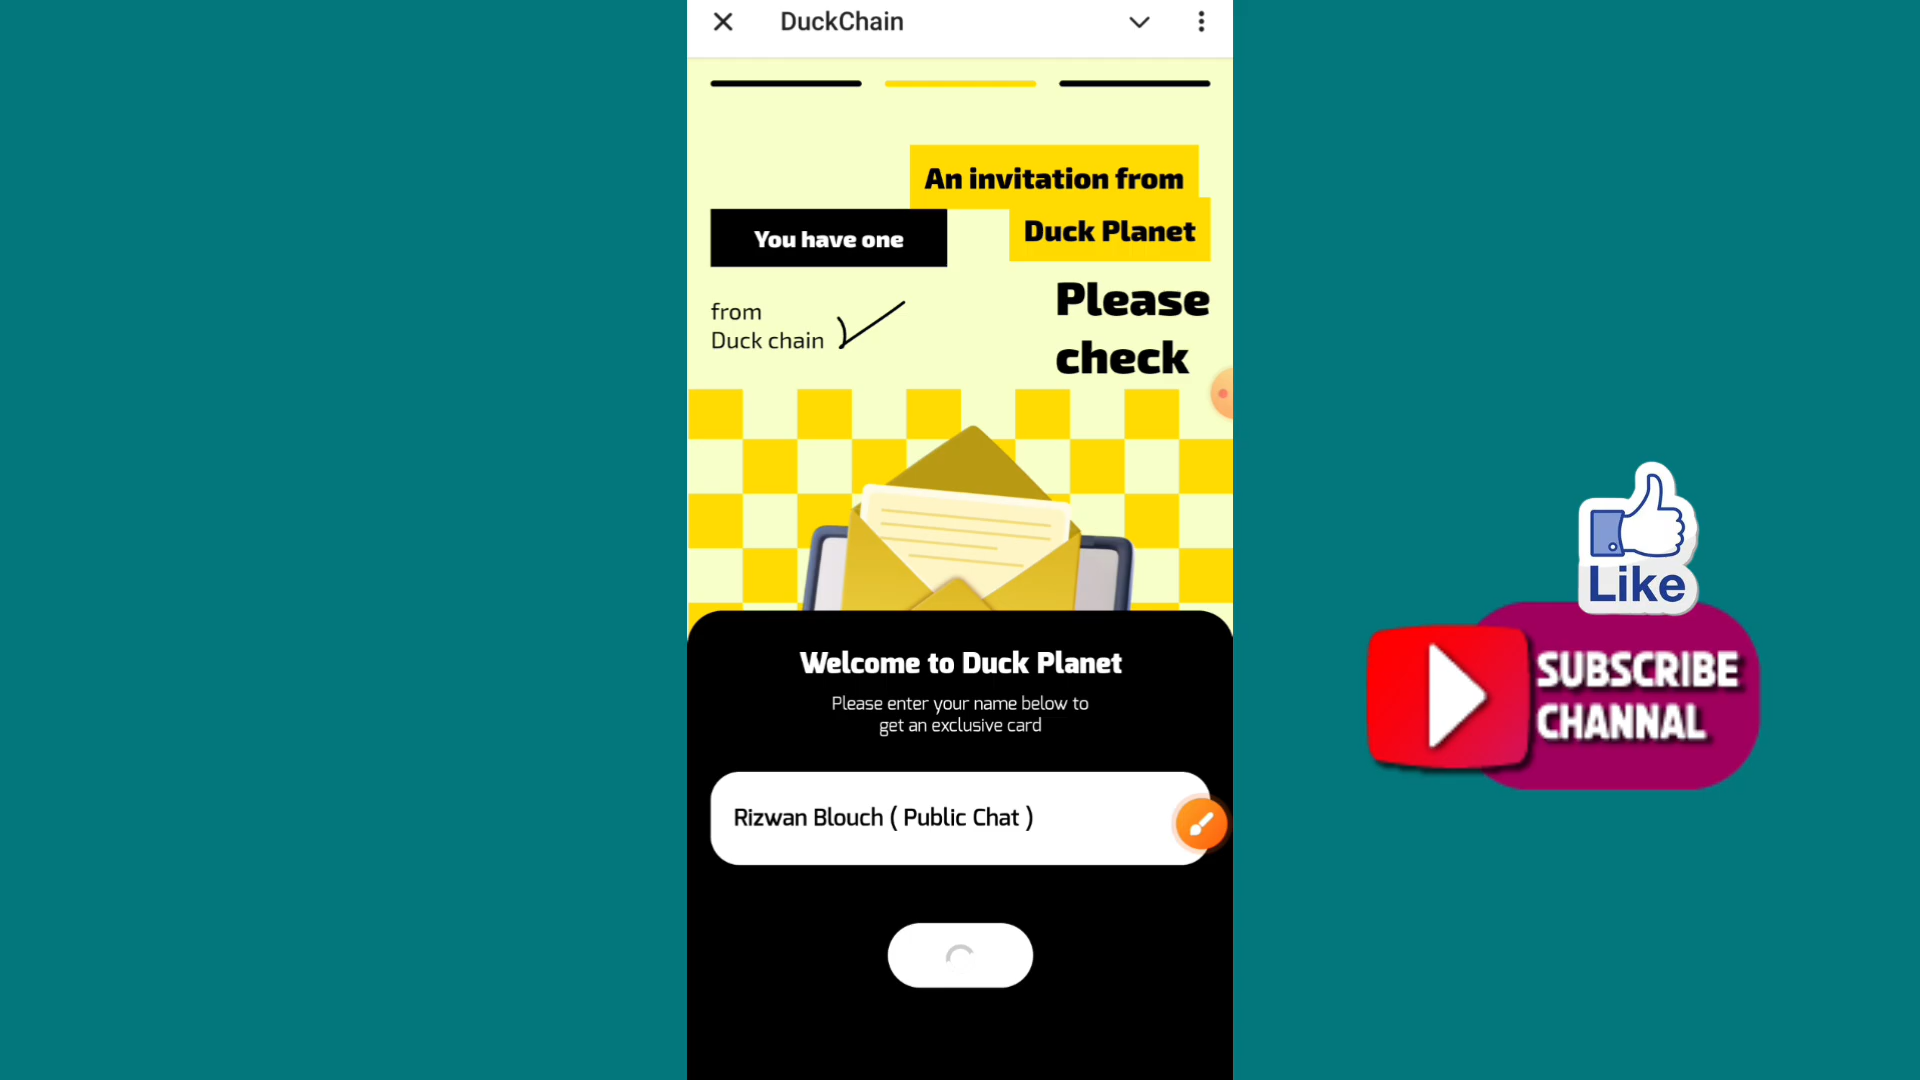 DuckChain
An invitation from
Duck Planet
You have one
from
Duck chain
Please
check
Welcome to Duck Planet
Please enter your name below to
get an exclusive card
Rizwan Blouch ( Public Chat )
Like
SUBSCRIBE
CHANNAL